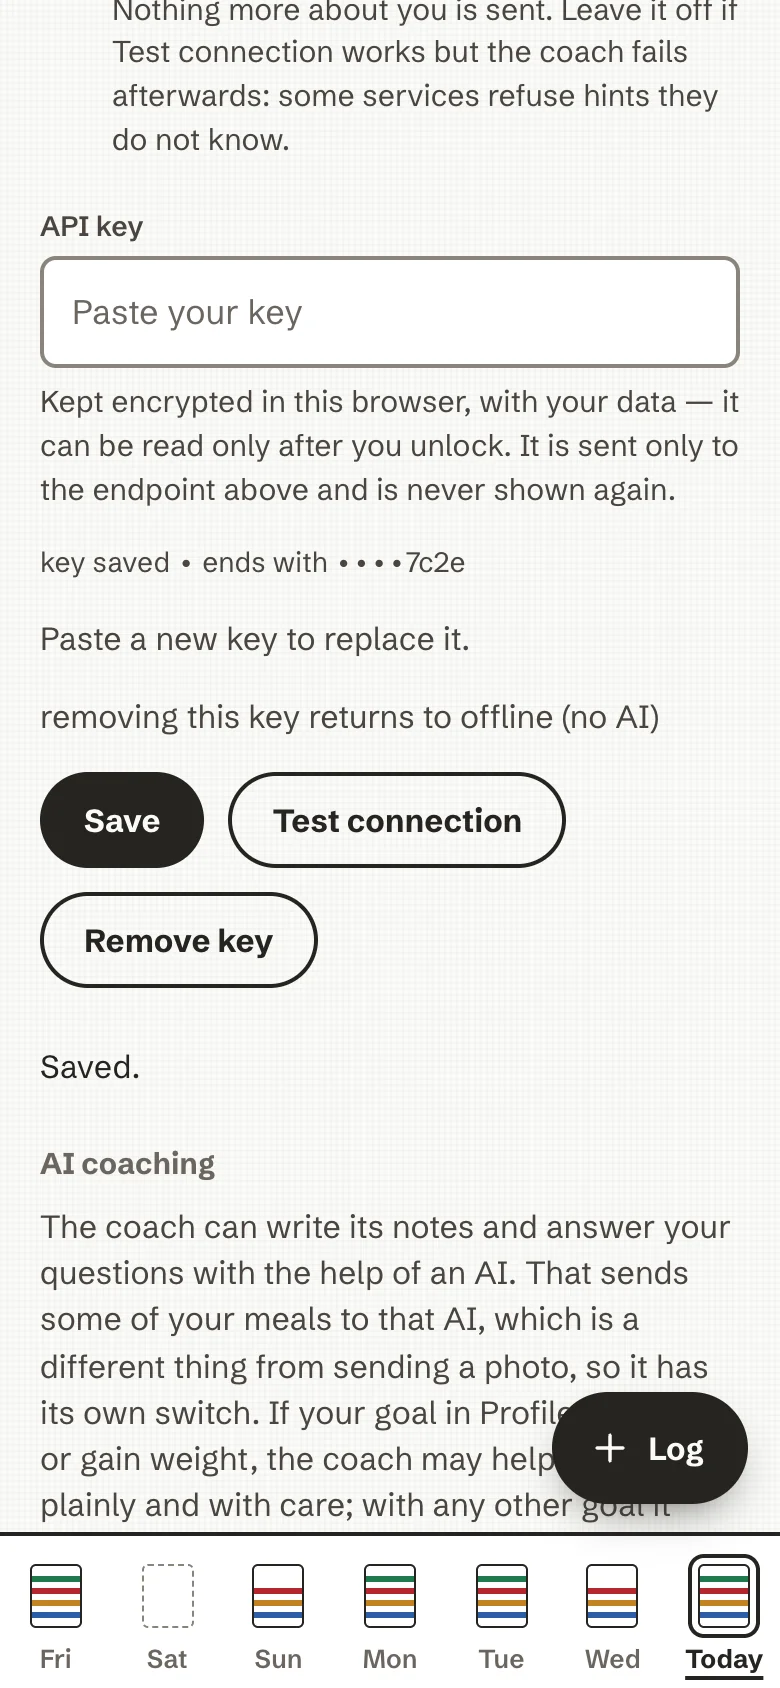 Nothing more about you is sent. Leave it off if
Test connection works but the coach fails
afterwards: some services refuse hints they
do not know.
API key
Paste your key
Kept encrypted in this browser, with your data — it
can be read only after you unlock. It is sent only to
the endpoint above and is never shown again.
key saved • ends with ••••7c2e
Paste a new key to replace it.
removing this key returns to offline (no AI)
Save
Test connection
Remove key
Saved.
AI coaching
The coach can write its notes and answer your
questions with the help of an AI. That sends
some of your meals to that AI, which is a
different thing from sending a photo, so it has
its own switch. If your goal in Profile
or gain weight, the coach may help
plainly and with care; with any other goal it
+ Log
Fri
Sat
Sun
Mon
Tue
Wed
Today